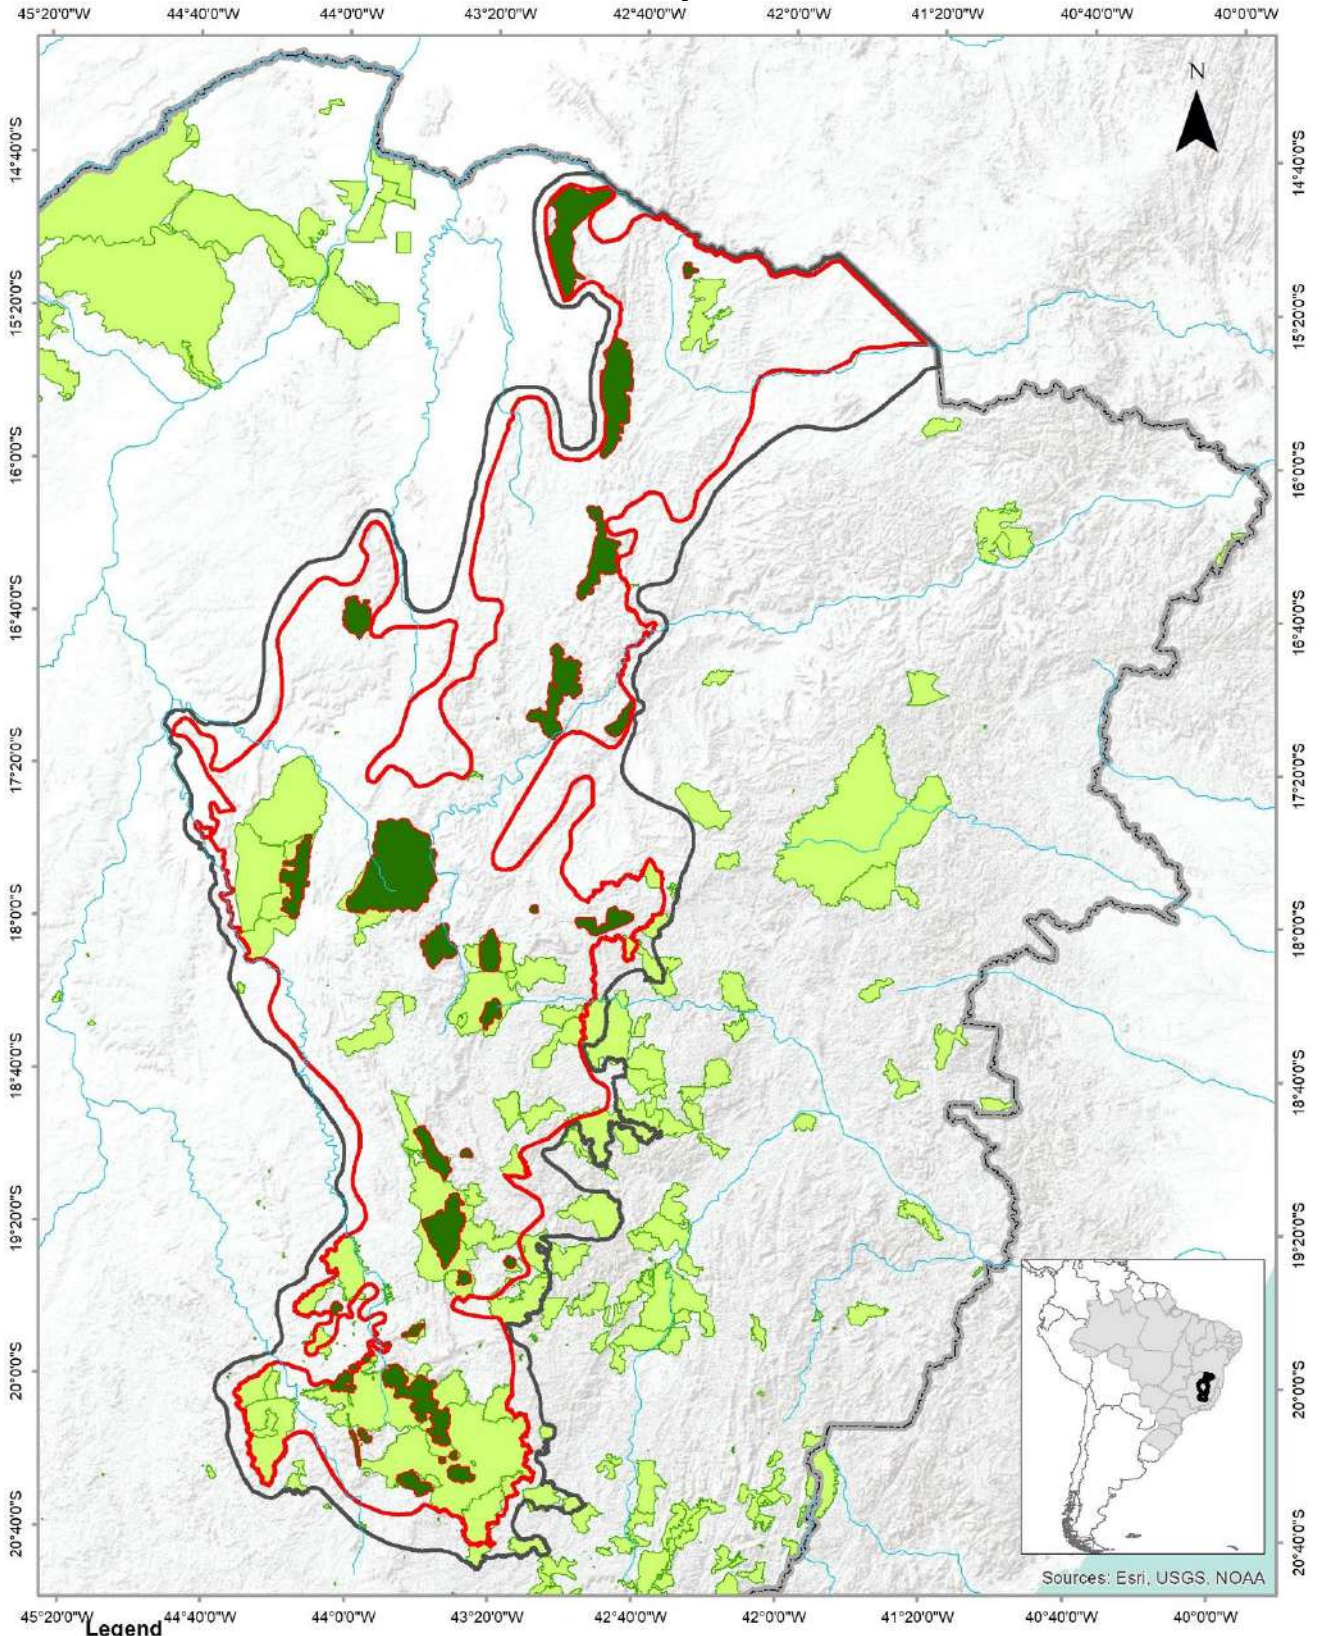 45°20'0"W 44°40'0"W 44°0'0"W 43°20'0"W 42°40'0"W 42°0'0"W 41°20'0"W 40°40'0"W 40°0'0"W
N
14°40'0"S 14°40'0"S
15°20'0"S 15°20'0"S
16°0'0"S 16°0'0"S
16°40'0"S 16°40'0"S
17°20'0"S 17°20'0"S
18°0'0"S 18°0'0"S
18°40'0"S 18°40'0"S
19°20'0"S 19°20'0"S
20°0'0"S 20°0'0"S
20°40'0"S 20°40'0"S
Sources: Esri, USGS, NOAA
45°20'0"W 44°40'0"W 44°0'0"W 43°20'0"W 42°40'0"W 42°0'0"W 41°20'0"W 40°40'0"W 40°0'0"W
Legend